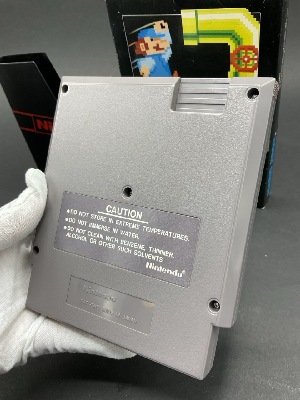 NIN
CAUTION
•DO NOT STORE IN EXTREME TEMPERATURES.
•DO NOT IMMERSE IN WATER.
•DO NOT CLEAN WITH BENZENE, THINNER,
ALCOHOL OR OTHER SUCH SOLVENTS
Nintendo